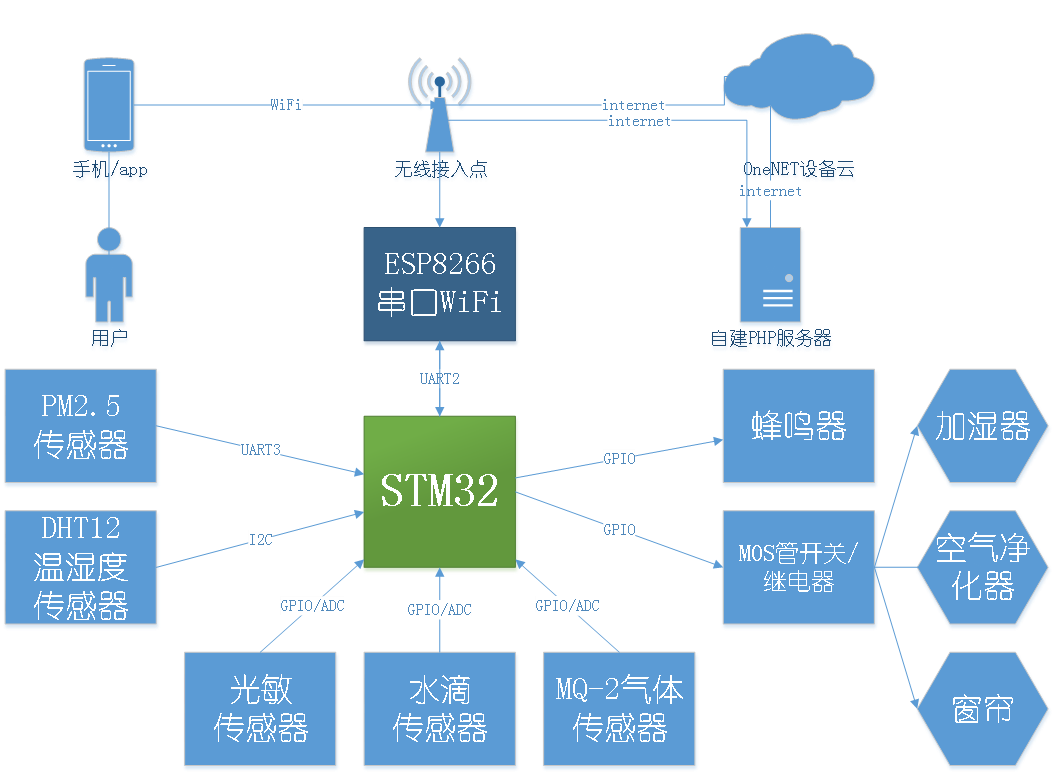 WiFi
internet
internet
手机/app
无线接入点
OneNET设备云
internet
ESP8266
串口WiFi
用户
自建PHP服务器
UART2
PM2.5
传感器
UART3
STM32
GPIO
蜂鸣器
加湿器
DHT12
温湿度
传感器
I2C
GPIO
MOS管开关/
继电器
空气净
化器
GPIO/ADC
GPIO/ADC
GPIO/ADC
光敏
传感器
水滴
传感器
MQ-2气体
传感器
窗帘